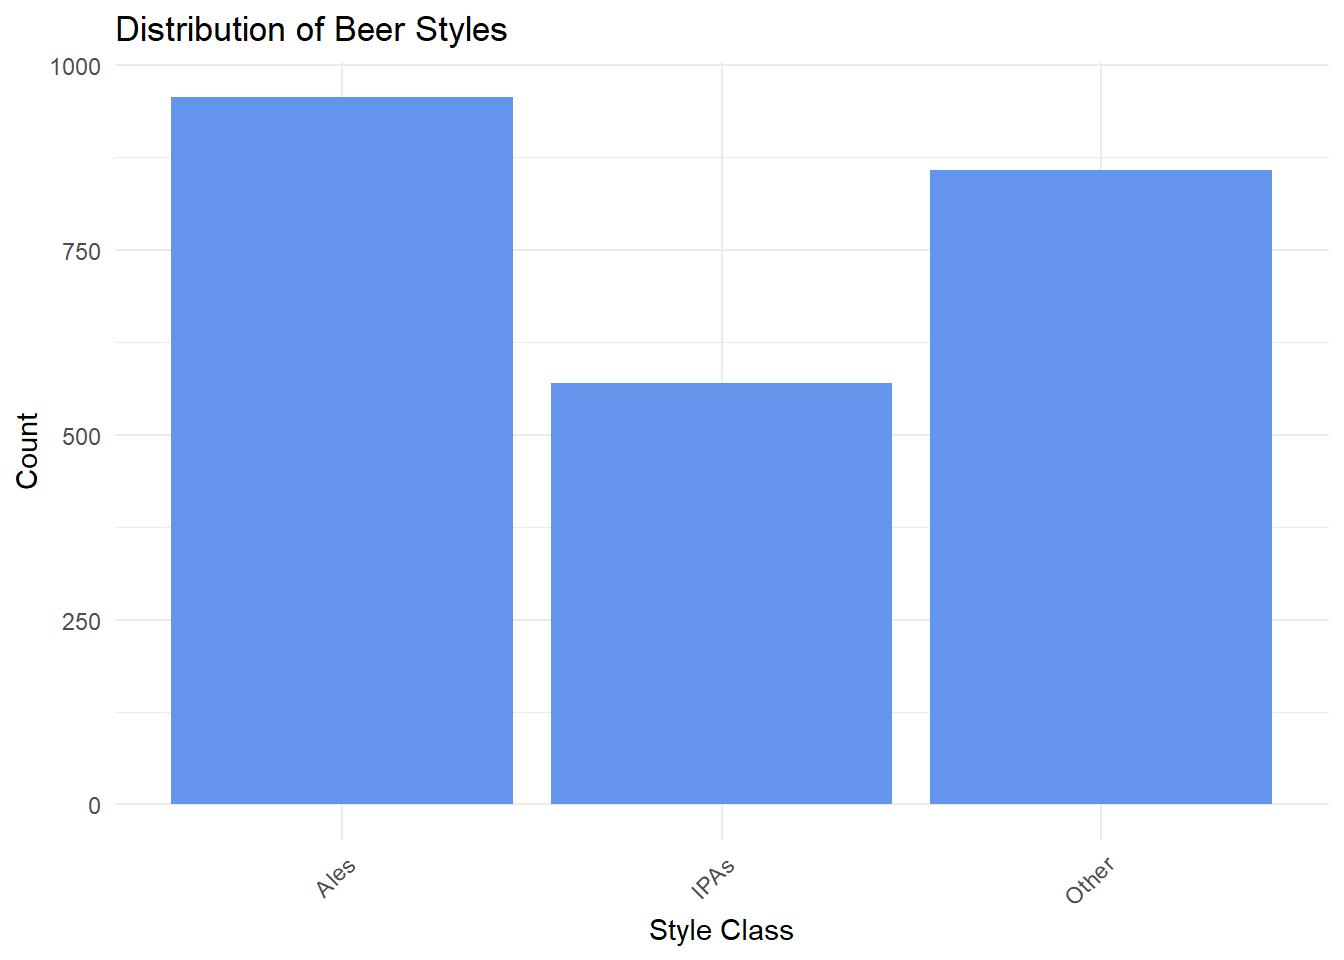 Distribution of Beer Styles
1000
750
500
250
0
Count
Ales
IPAs
Other
Style Class